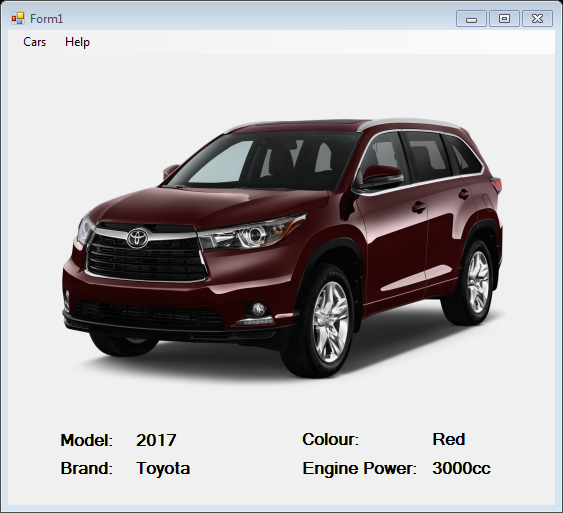 Form1
Cars Help
Model: 2017 Colour: Red
Brand: Toyota Engine Power: 3000cc